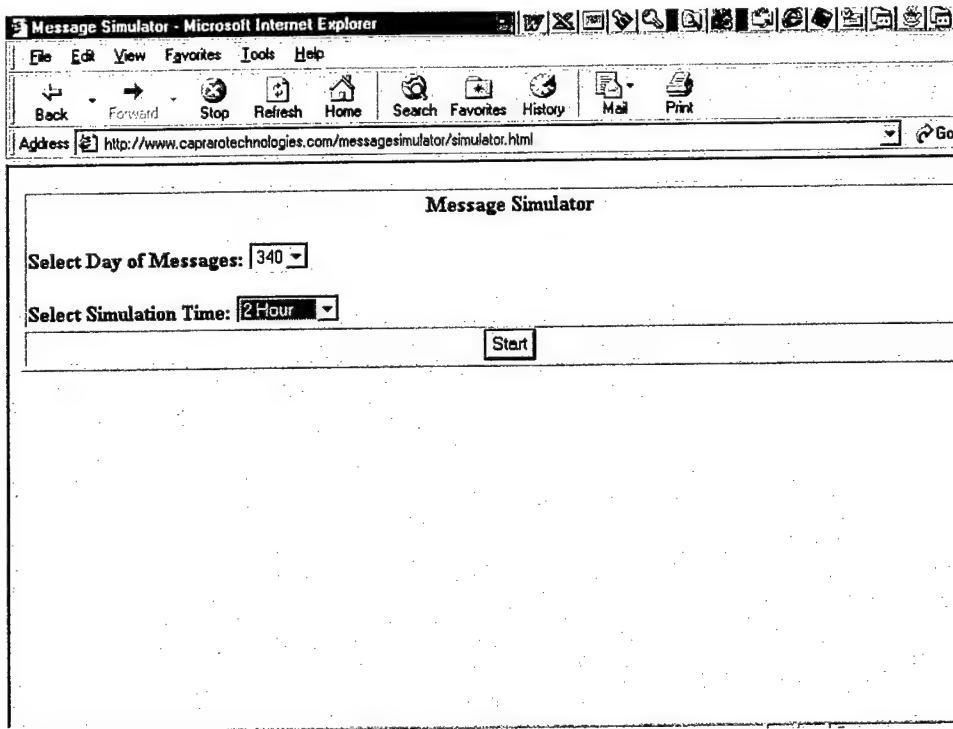 Message Simulator - Microsoft Internet Explorer
File Edit View Favorites Tools Help
Back Forward Stop Refresh Home Search Favorites History Mail Print
Address http://www.caprarotechnologies.com/messagesimulator/simulator.html Go
Message Simulator
Select Day of Messages: 340
Select Simulation Time: 2 Hour
Start